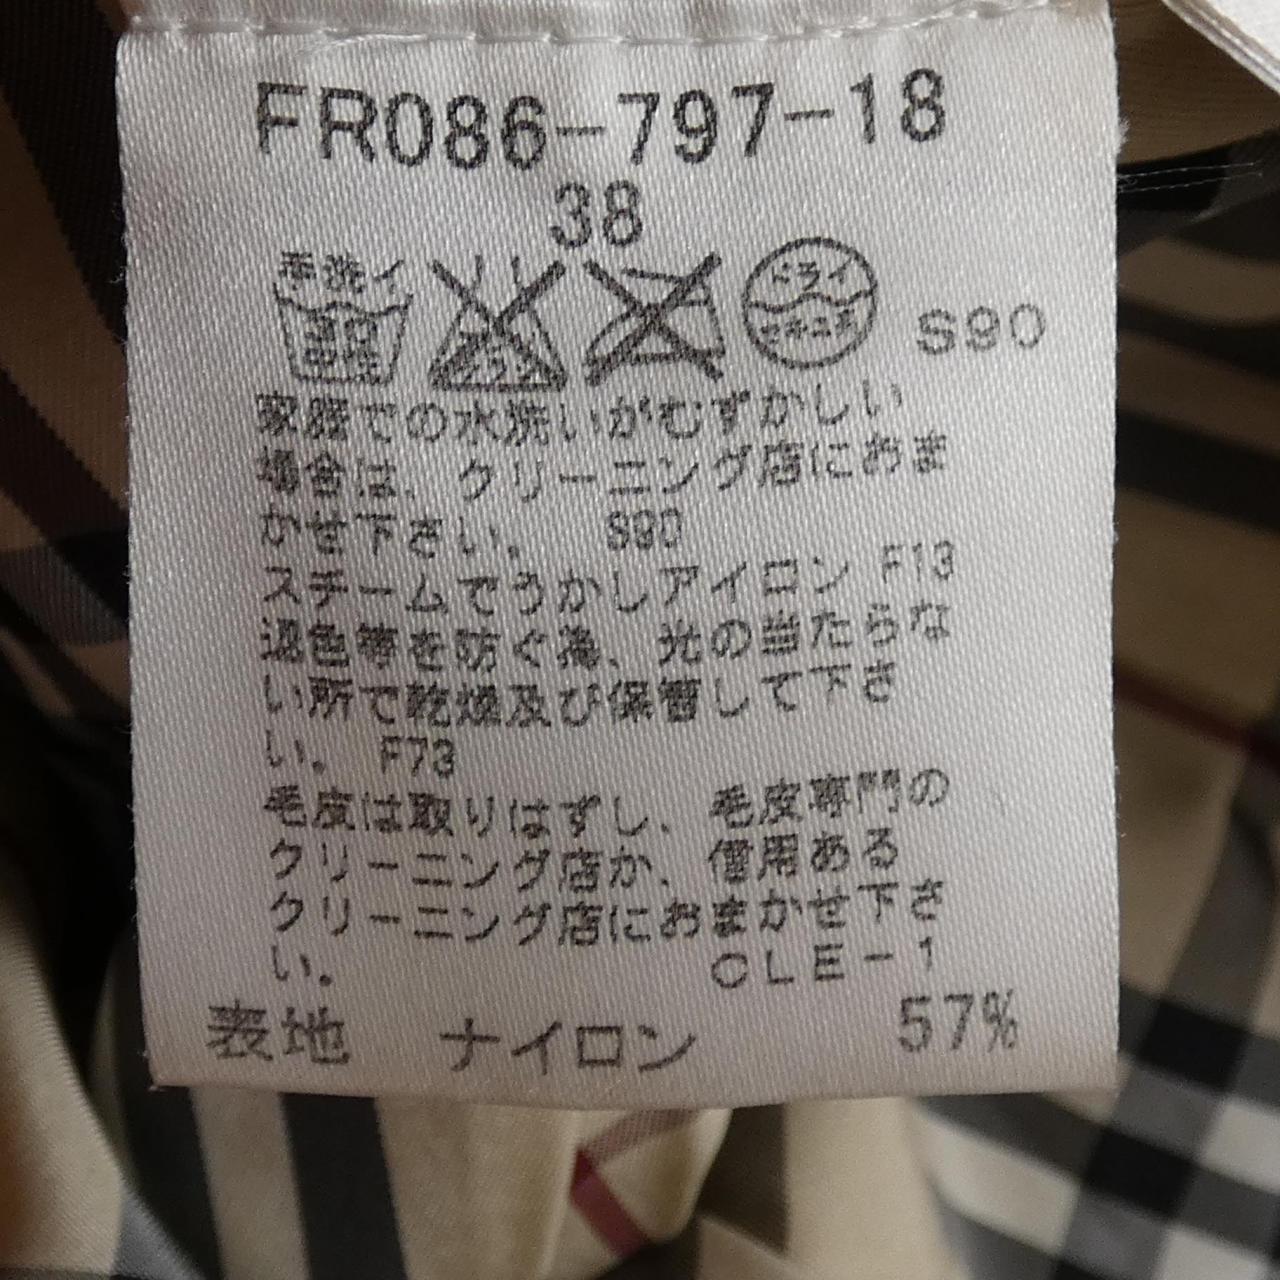 FR086-797-18
38
手洗イ
中性
ドライ
セキユ系
S90
家庭での水洗いがむずかしい
場合は、クリーニング店におま
かせ下さい。 S90
スチームでうかしアイロン F13
退色等を防ぐ為、光の当たらな
い所で乾燥及び保管して下さ
い。 F73
毛皮は取りはずし、毛皮専門の
クリーニング店か、信用ある
クリーニング店におまかせ下さ
い。 CLE-1
表地 ナイロン 57%